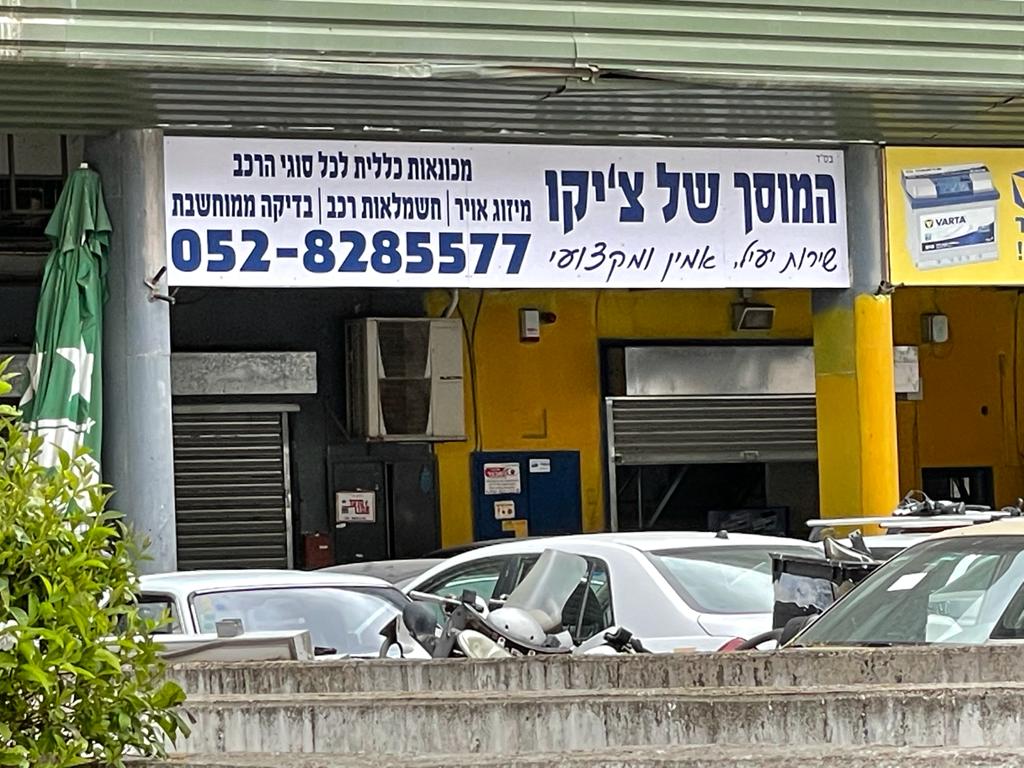 בס"ד
המוסך של צ'יקו
שירות יעיל, אמין ומקצועי
מכונאות כללית לכל סוגי הרכב
מיזוג אויר | חשמלאות רכב | בדיקה ממוחשבת
052-8285577
VARTA